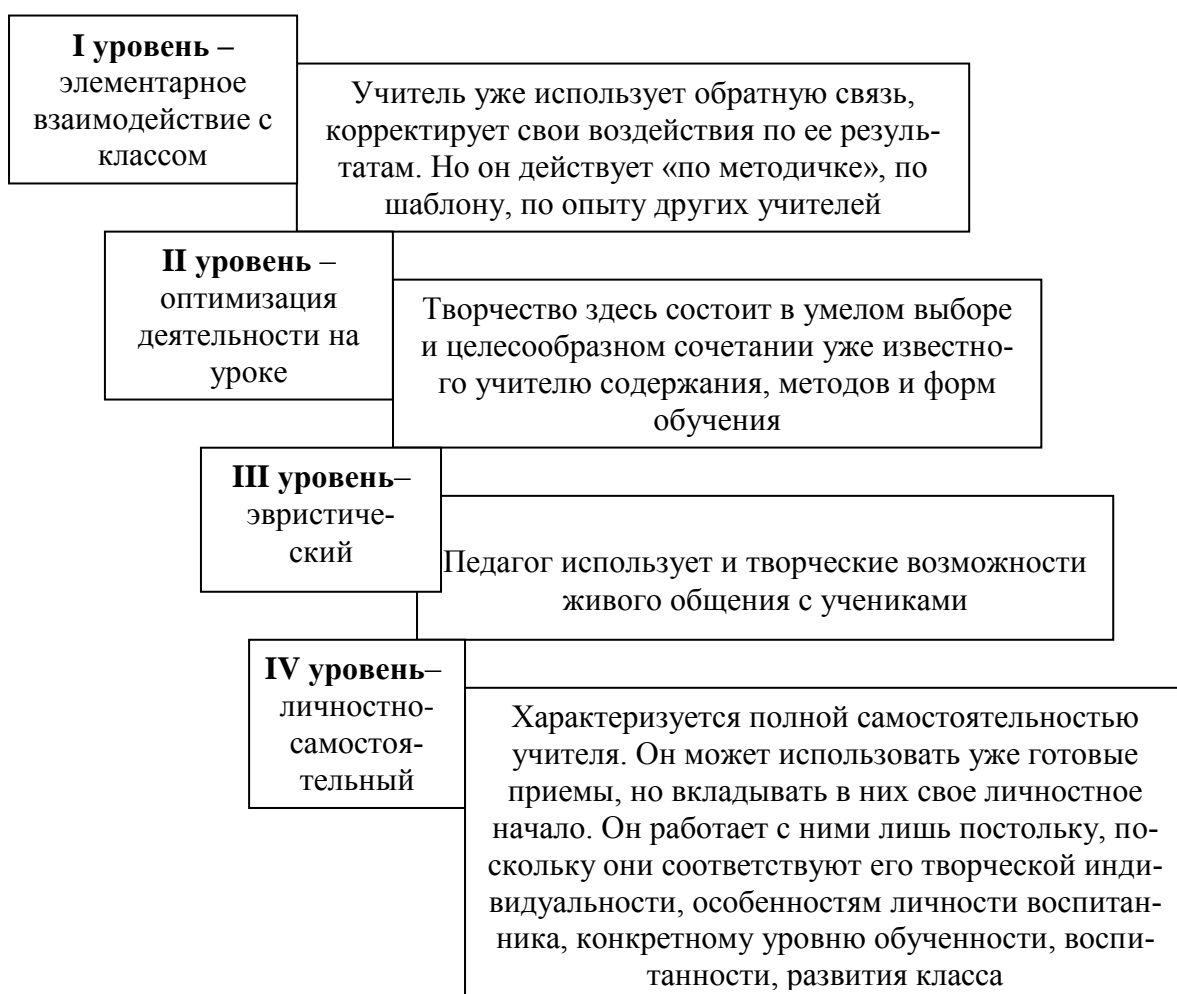 I уровень –
элементарное
взаимодействие с
классом
Учитель уже использует обратную связь,
корректирует свои воздействия по ее резуль-
татам. Но он действует «по методичке», по
шаблону, по опыту других учителей
II уровень –
оптимизация
деятельности на
уроке
Творчество здесь состоит в умелом выборе
и целесообразном сочетании уже известно-
го учителю содержания, методов и форм
обучения
III уровень–
эвристиче-
ский
Педагог использует и творческие возможности
живого общения с учениками
IV уровень–
личностно-
самостоя-
тельный
Характеризуется полной самостоятельностью
учителя. Он может использовать уже готовые
приемы, но вкладывать в них свое личностное
начало. Он работает с ними лишь постольку, по-
скольку они соответствуют его творческой инди-
видуальности, особенностям личности воспитан-
ника, конкретному уровню обученности, воспи-
танности, развития класса